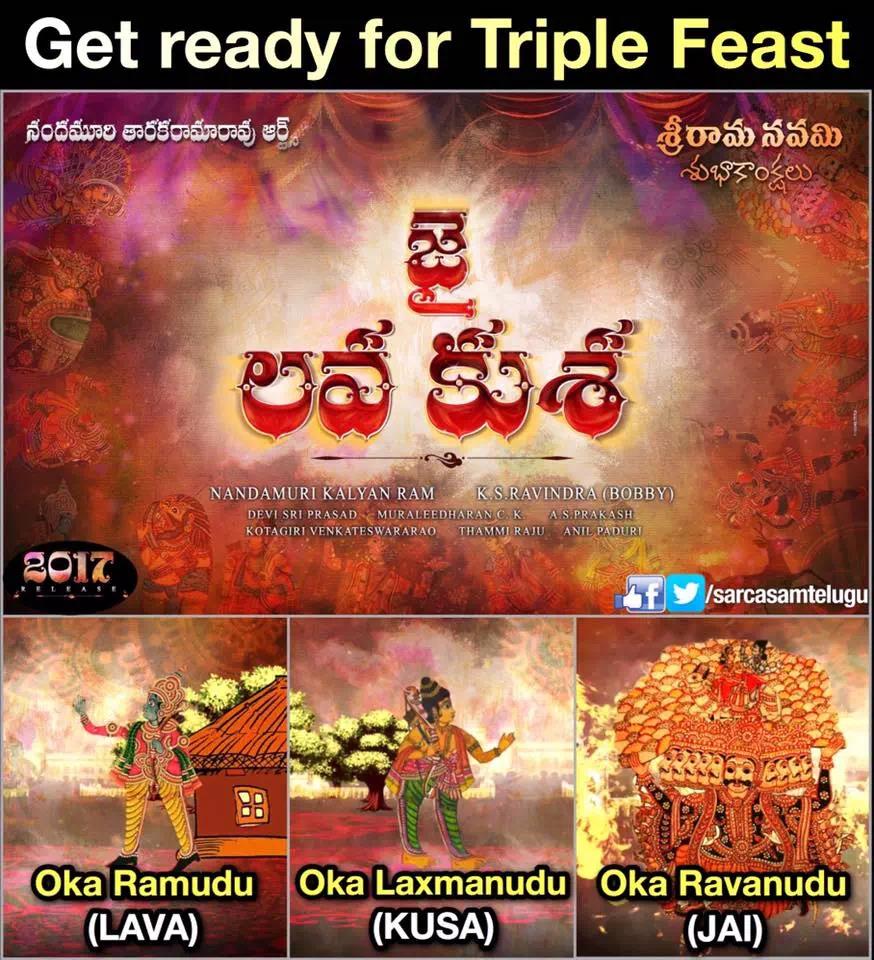 Get ready for Triple Feast
నందమూరి తారకరామారావు ఆర్ట్స్
శ్రీరామ నవమి
శుభాకాంక్షలు
జై
లవ కుశ
NANDAMURI KALYAN RAM K.S.RAVINDRA (BOBBY)
DEVI SRI PRASAD MURALEEDHARAN C. K. A.S.PRAKASH
KOTAGIRI VENKATESWARARAO THAMMI RAJU ANIL PADURI
2017
RELEASE
/sarcasamtelugu
Oka Ramudu
(LAVA)
Oka Laxmanudu
(KUSA)
Oka Ravanudu
(JAI)